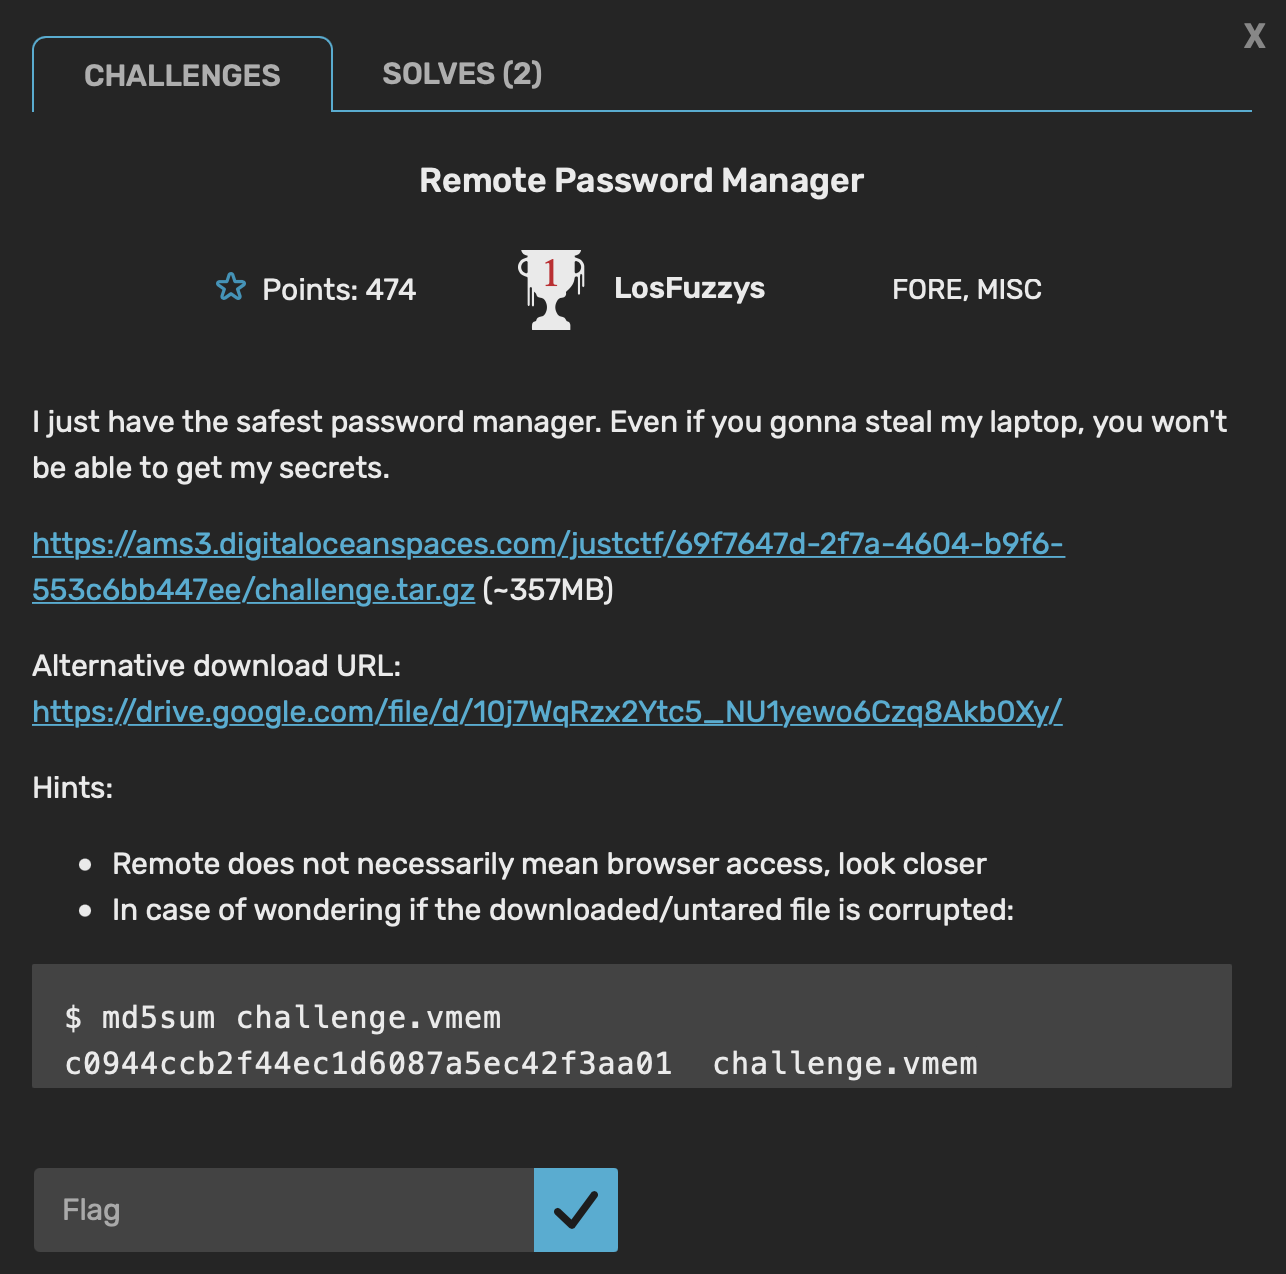 X
CHALLENGES
SOLVES (2)
Remote Password Manager
Points: 474
1
LosFuzzys
FORE, MISC
I just have the safest password manager. Even if you gonna steal my laptop, you won't
be able to get my secrets.
https://ams3.digitaloceanspaces.com/justctf/69f7647d-2f7a-4604-b9f6-
553c6bb447ee/challenge.tar.gz (~357MB)
Alternative download URL:
https://drive.google.com/file/d/10j7WqRzx2Ytc5_NU1yewo6Czq8Akb0Xy/
Hints:
• Remote does not necessarily mean browser access, look closer
• In case of wondering if the downloaded/untared file is corrupted:
$ md5sum challenge.vmem
c0944ccb2f44ec1d6087a5ec42f3aa01  challenge.vmem
Flag